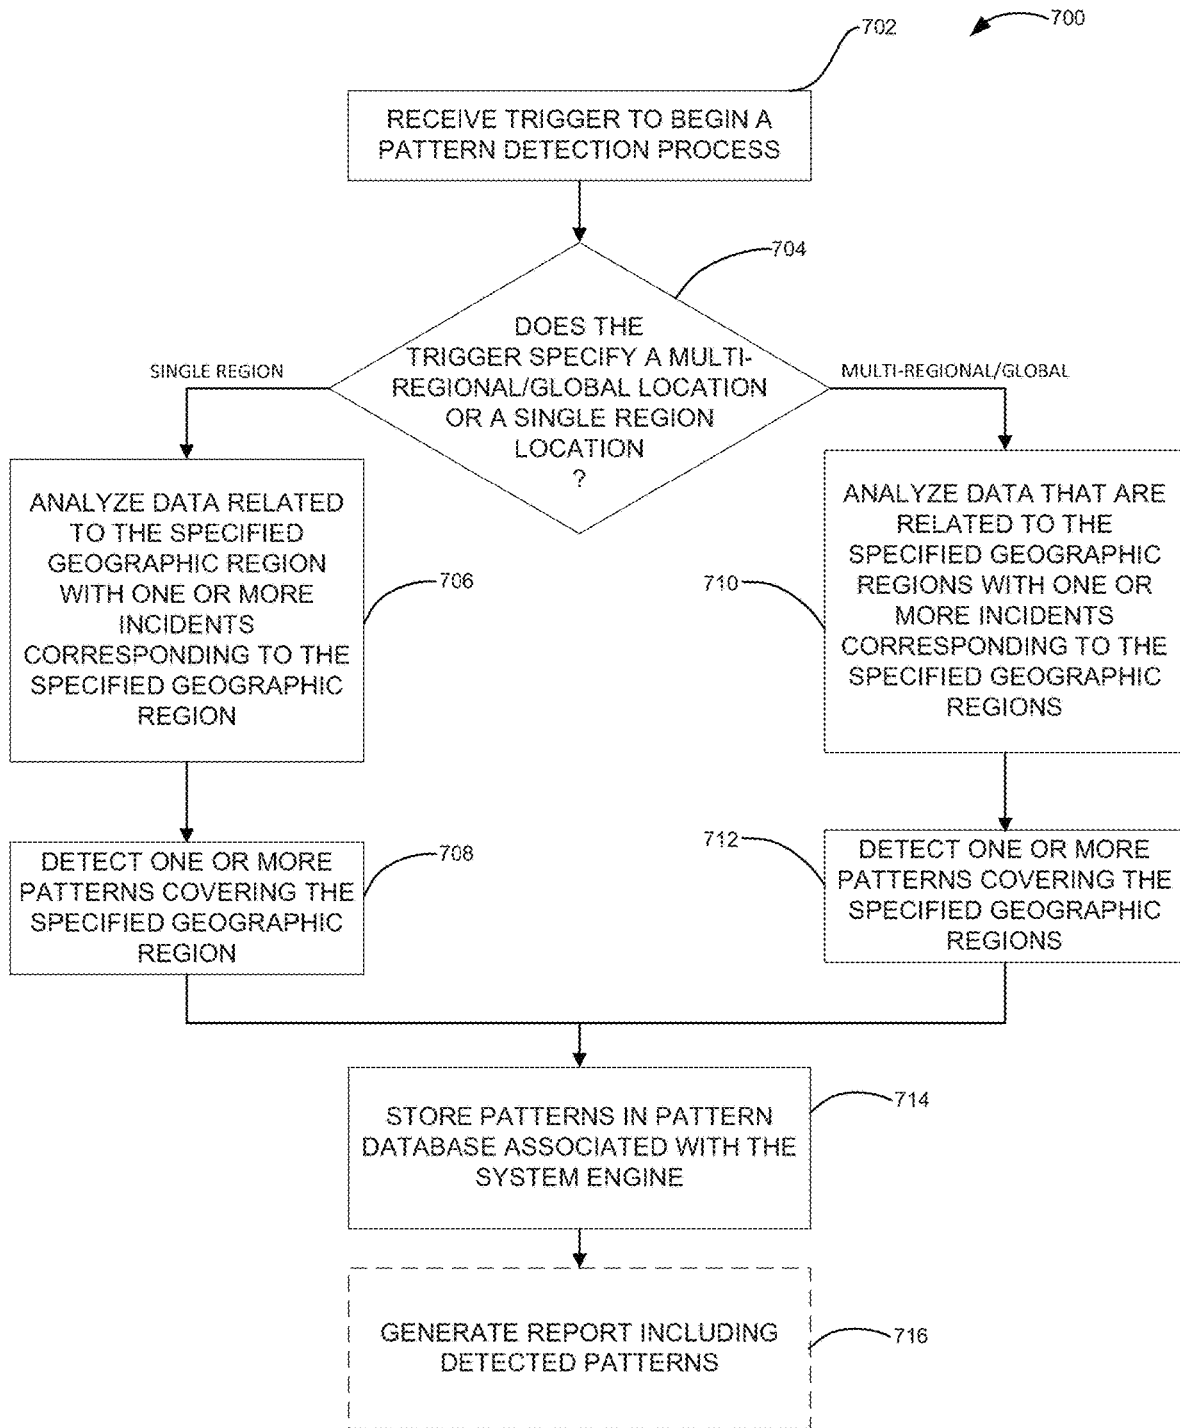 700
702
RECEIVE TRIGGER TO BEGIN A
PATTERN DETECTION PROCESS
704
DOES THE
TRIGGER SPECIFY A MULTI-
REGIONAL/GLOBAL LOCATION
OR A SINGLE REGION
LOCATION
?
SINGLE REGION
MULTI-REGIONAL/GLOBAL
ANALYZE DATA RELATED
TO THE SPECIFIED
GEOGRAPHIC REGION
WITH ONE OR MORE
INCIDENTS
CORRESPONDING TO THE
SPECIFIED GEOGRAPHIC
REGION
706
710
ANALYZE DATA THAT ARE
RELATED TO THE
SPECIFIED GEOGRAPHIC
REGIONS WITH ONE OR
MORE INCIDENTS
CORRESPONDING TO THE
SPECIFIED GEOGRAPHIC
REGIONS
DETECT ONE OR MORE
PATTERNS COVERING THE
SPECIFIED GEOGRAPHIC
REGION
708
712
DETECT ONE OR MORE
PATTERNS COVERING THE
SPECIFIED GEOGRAPHIC
REGIONS
STORE PATTERNS IN PATTERN
DATABASE ASSOCIATED WITH THE
SYSTEM ENGINE
714
GENERATE REPORT INCLUDING
DETECTED PATTERNS
716